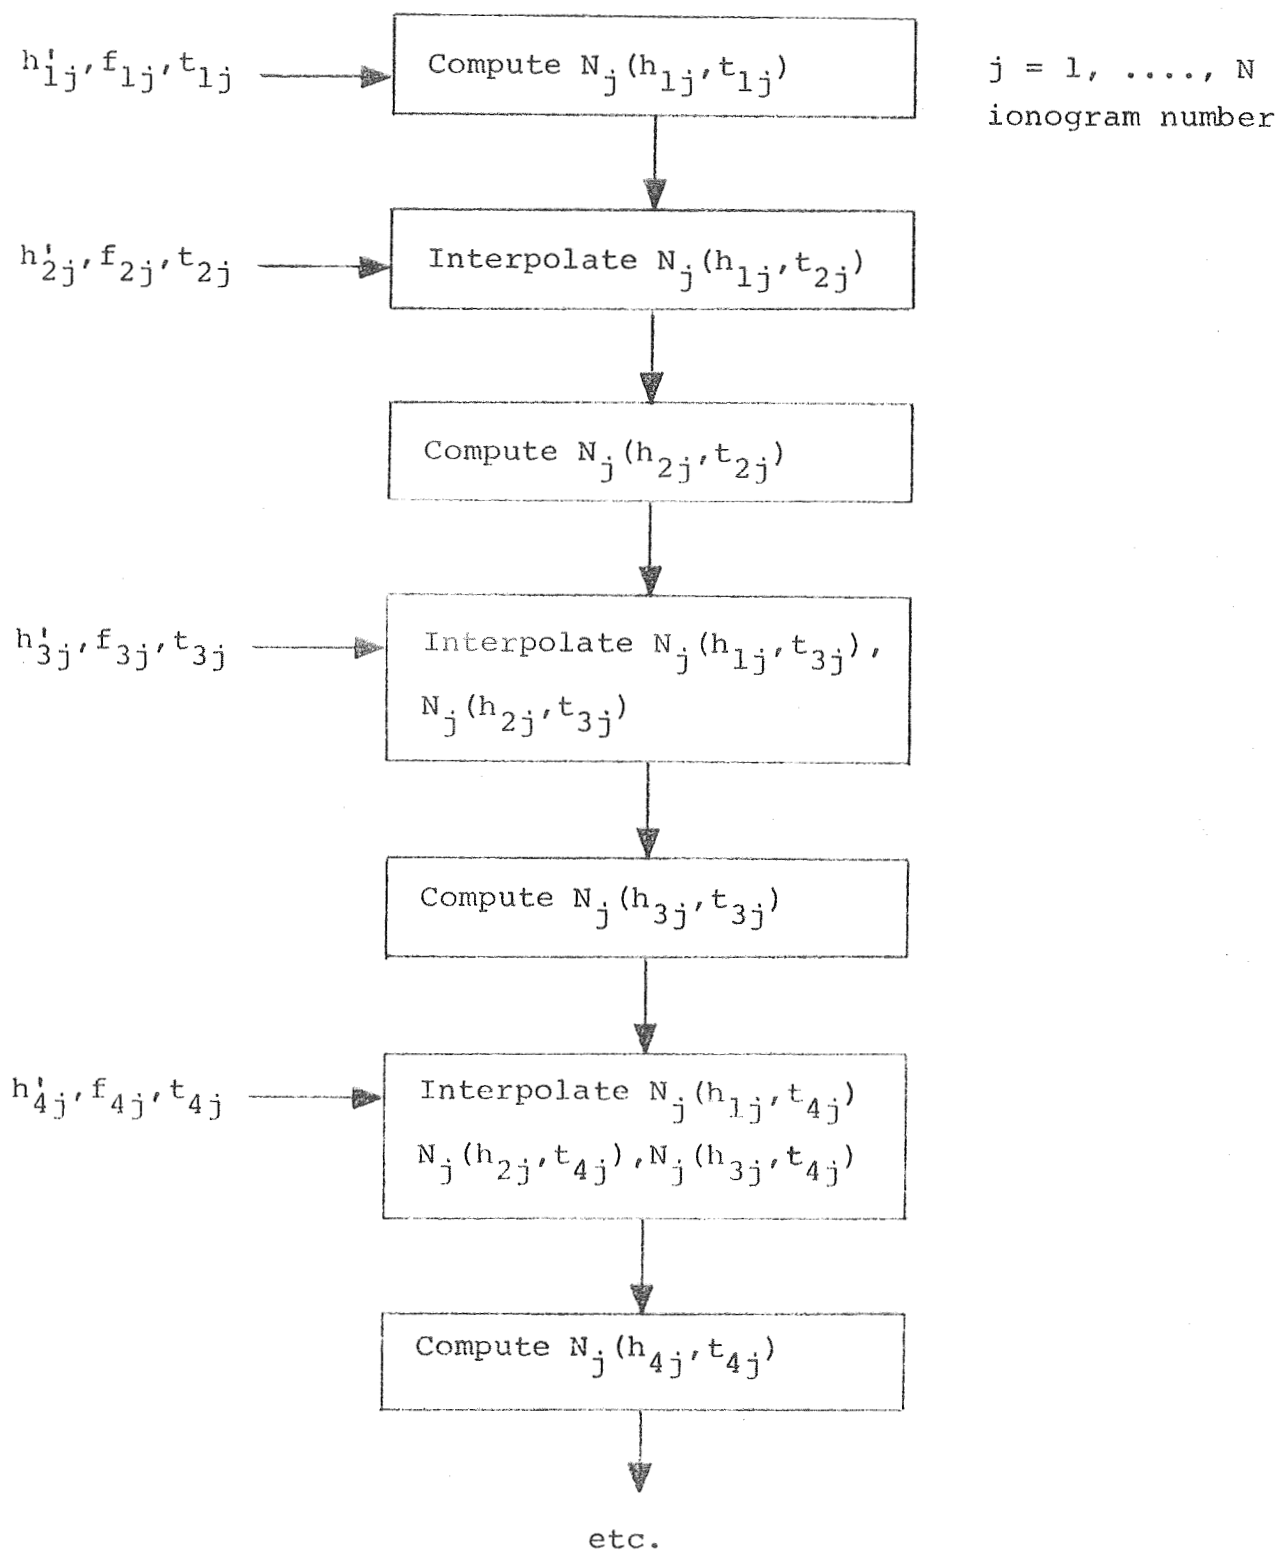 h'1j,f1j,t1j
Compute Nj(h1j,t1j)
j = 1, ...., N
ionogram number
h'2j,f2j,t2j
Interpolate Nj(h1j,t2j)
Compute Nj(h2j,t2j)
h'3j,f3j,t3j
Interpolate Nj(h1j,t3j),
Nj(h2j,t3j)
Compute Nj(h3j,t3j)
h'4j,f4j,t4j
Interpolate Nj(h1j,t4j)
Nj(h2j,t4j),Nj(h3j,t4j)
Compute Nj(h4j,t4j)
etc.